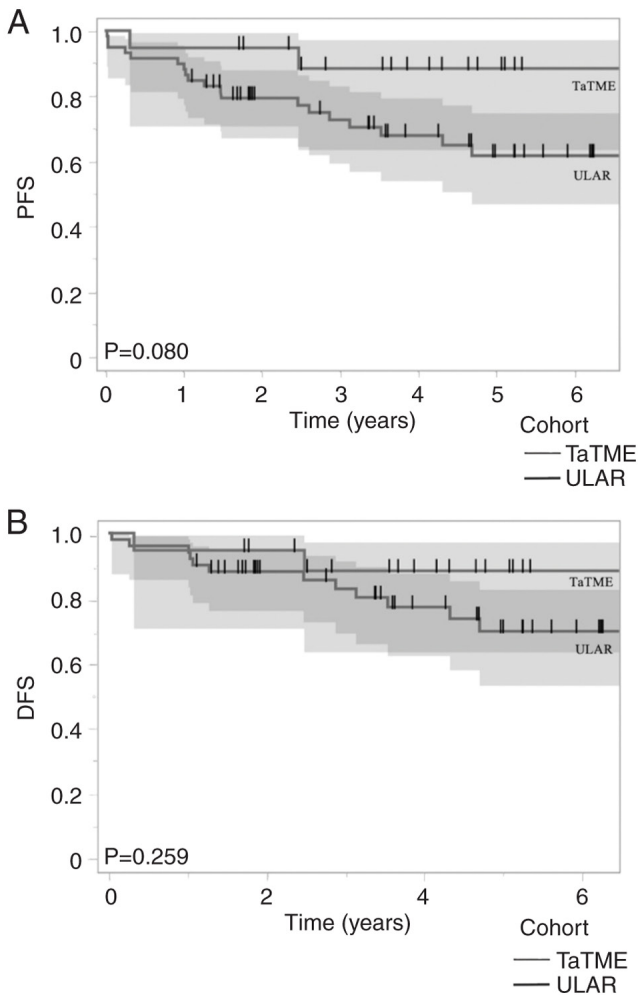 A
1.0
0.8
0.6
0.4
0.2
0
PFS
TaTME
ULAR
P=0.080
0 1 2 3 4 5 6
Time (years)
Cohort
TaTME
ULAR
B
1.0
0.8
0.6
0.4
0.2
0
DFS
TaTME
ULAR
P=0.259
0 2 4 6
Time (years)
Cohort
TaTME
ULAR